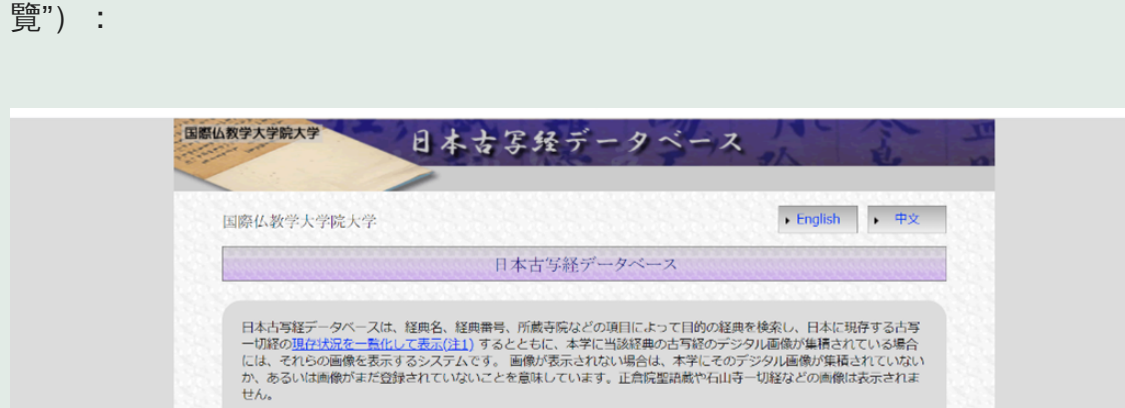 覽”）：
国際仏教学大学院大学
日本古写経データベース
国際仏教学大学院大学
English
中文
日本古写経データベース
日本古写経データベースは、経典名、経典番号、所蔵寺院などの項目によって目的の経典を検索し、日本に現存する古写
一切経の現存状況を一覧化して表示(注1) するとともに、本学に当該経典の古写経のデジタル画像が集積されている場合
には、それらの画像を表示するシステムです。 画像が表示されない場合は、本学にそのデジタル画像が集積されていない
か、あるいは画像がまだ登録されていないことを意味しています。正倉院聖語蔵や石山寺一切経などの画像は表示されま
せん。